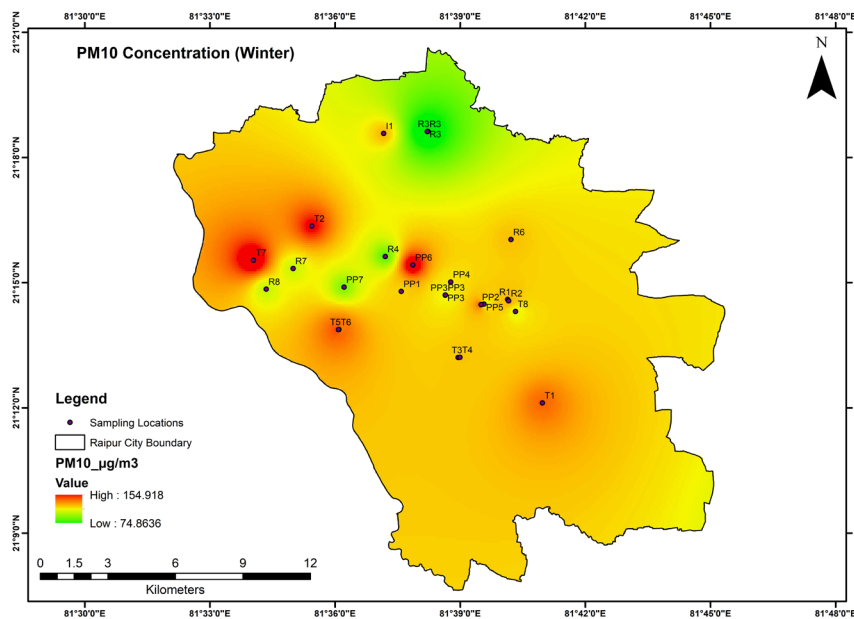 81°30'0"E 81°33'0"E 81°36'0"E 81°39'0"E 81°42'0"E 81°45'0"E 81°48'0"E
21°21'0"N
PM10 Concentration (Winter)
N
I1
R3R3
R3
21°18'0"N
T2
R6
R4
T7
R7
PP6
PP4
21°15'0"N
R8
PP7
PP1
PP3PP3
PP3
PP2
PP5
R1
R2
T8
T5T6
T3T4
21°12'0"N
T1
Legend
Sampling Locations
Raipur City Boundary
PM10_µg/m3
Value
High : 154.918
Low : 74.8636
21°9'0"N
0 1.5 3 6 9 12
Kilometers
81°30'0"E 81°33'0"E 81°36'0"E 81°39'0"E 81°42'0"E 81°45'0"E 81°48'0"E